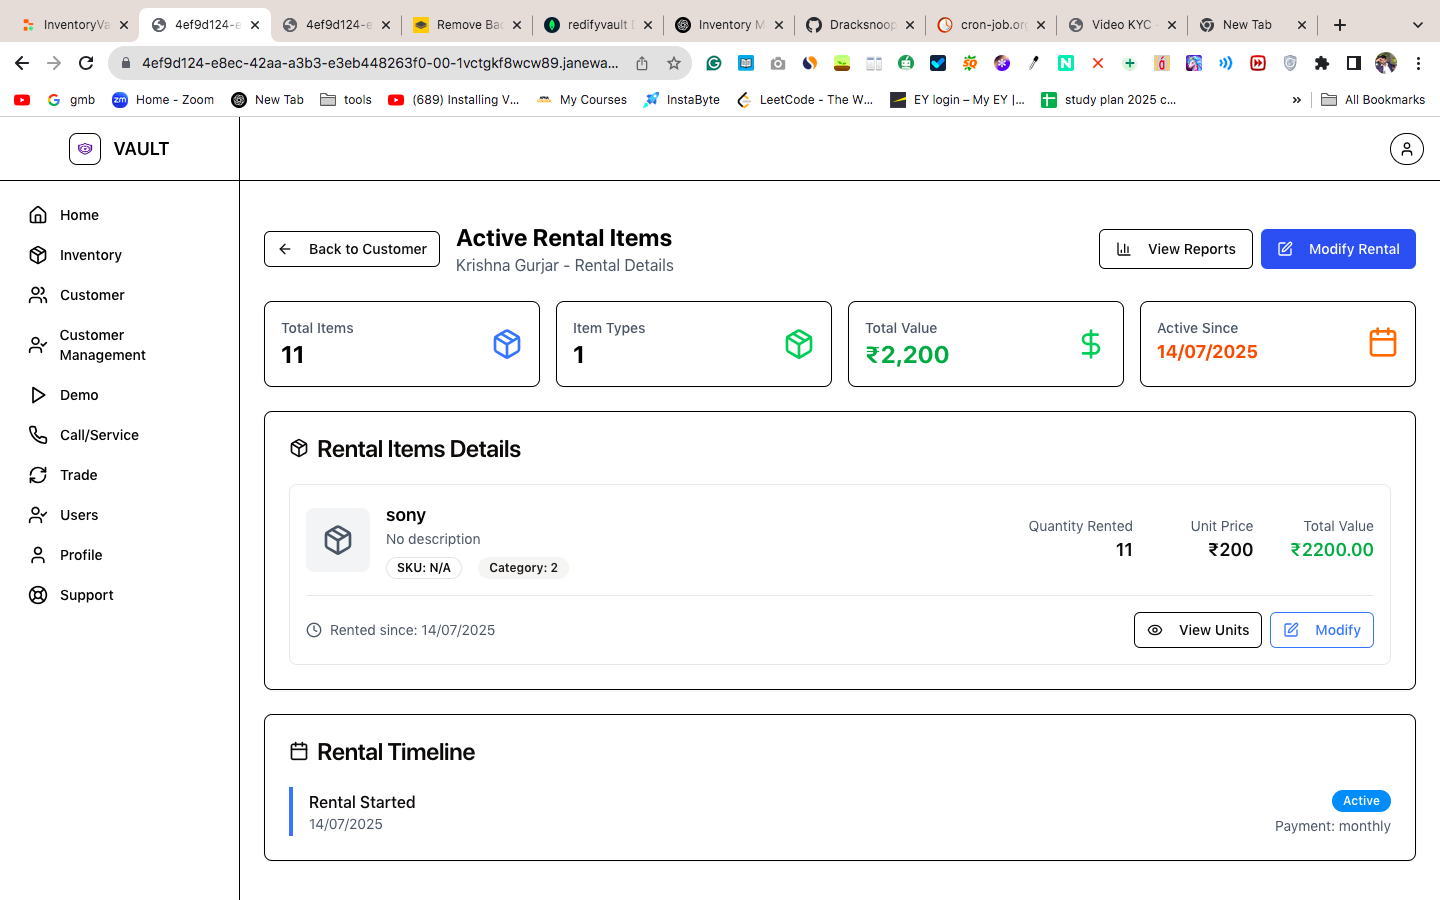 InventoryVa
4ef9d124-e
4ef9d124-e
Remove Bac
redifyvault
Inventory M
Dracksnoop
cron-job.org
Video KYC
New Tab
4ef9d124-e8ec-42aa-a3b3-e3eb448263f0-00-1vctgkf8wcw89.janewa...
gmb
Home - Zoom
New Tab
tools
(689) Installing V...
My Courses
InstaByte
LeetCode - The W...
EY login – My EY |...
study plan 2025 c...
»
All Bookmarks
VAULT
Home
Inventory
Customer
Customer
Management
Demo
Call/Service
Trade
Users
Profile
Support
Back to Customer
Active Rental Items
Krishna Gurjar - Rental Details
View Reports
Modify Rental
Total Items
11
Item Types
1
Total Value
₹2,200
Active Since
14/07/2025
Rental Items Details
sony
No description
SKU: N/A
Category: 2
Quantity Rented
11
Unit Price
₹200
Total Value
₹2200.00
Rented since: 14/07/2025
View Units
Modify
Rental Timeline
Rental Started
14/07/2025
Active
Payment: monthly